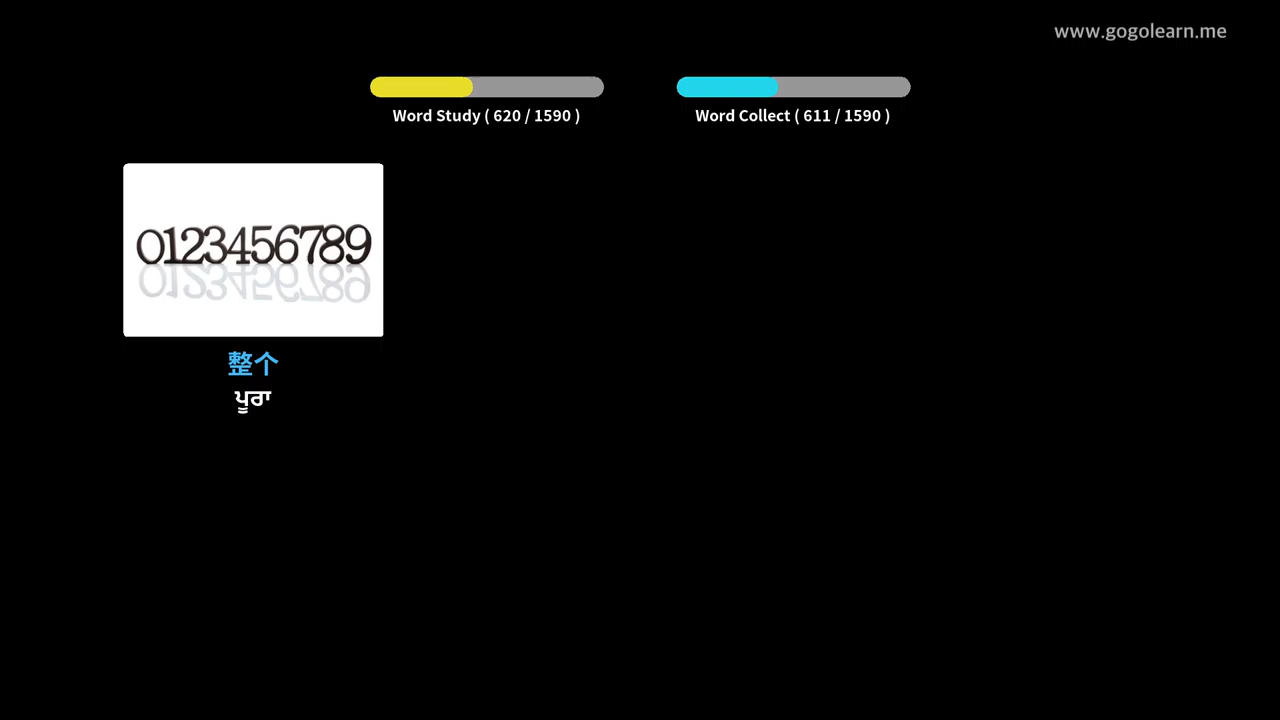 www.gogolearn.me
Word Study ( 620 / 1590 )
Word Collect ( 611 / 1590 )
0123456789
整个
ਪੂਰਾ